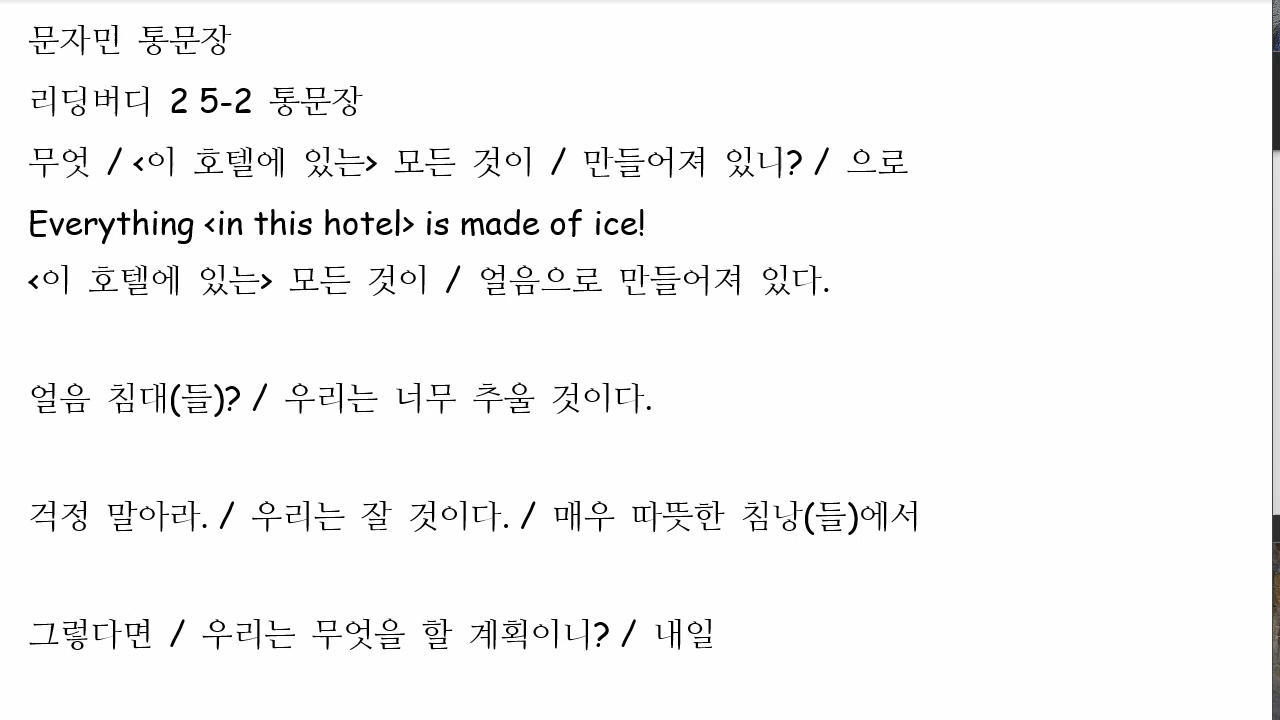 문자민 통문장
리딩버디 2 5-2 통문장
무엇 / <이 호텔에 있는> 모든 것이 / 만들어져 있니? / 으로
Everything <in this hotel> is made of ice!
<이 호텔에 있는> 모든 것이 / 얼음으로 만들어져 있다.
얼음 침대(들)? / 우리는 너무 추울 것이다.
걱정 말아라. / 우리는 잘 것이다. / 매우 따뜻한 침낭(들)에서
그렇다면 / 우리는 무엇을 할 계획이니? / 내일